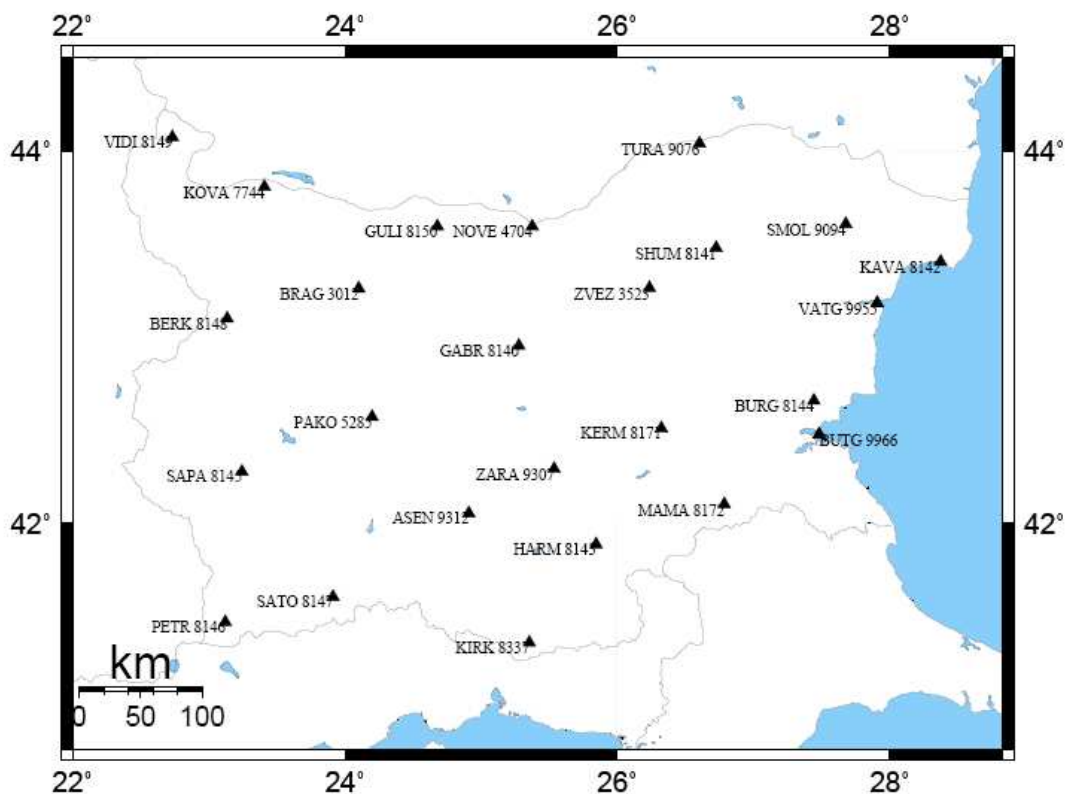 22° 24° 26° 28°
VIDI 8149
TURA 9076
44° 44°
KOVA 7744
GULI 8150 NOVE 4704
SMOL 9094
SHUM 8141
KAVA 8142
BRAG 3012
ZVEZ 3525
VATG 9955
BERK 8148
GABR 8140
BURG 8144
PAKO 5285
KERM 8171
BUTG 9966
SAPA 8145
ZARA 9307
MAMA 8172
ASEN 9312
42° 42°
HARM 8145
SATO 8147
PETR 8146
KIRK 8337
km
0 50 100
22° 24° 26° 28°